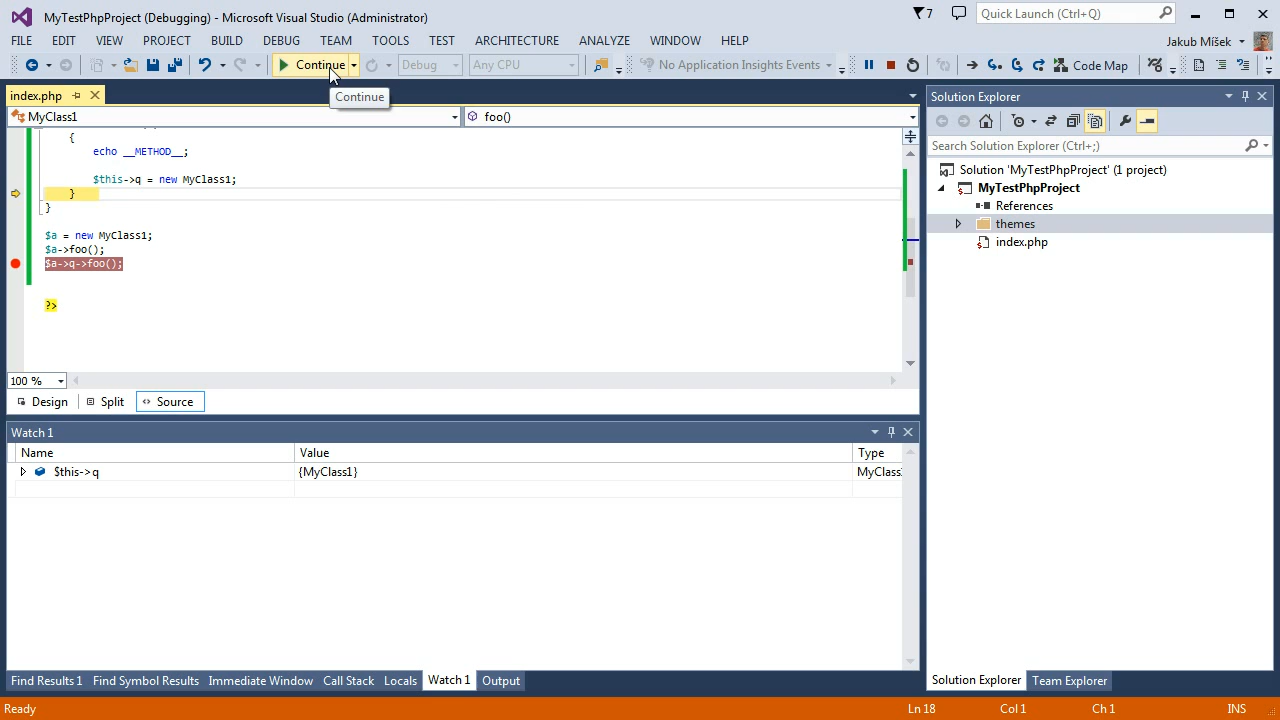 MyTestPhpProject (Debugging) - Microsoft Visual Studio (Administrator)
7
Quick Launch (Ctrl+Q)
FILE EDIT VIEW PROJECT BUILD DEBUG TEAM TOOLS TEST ARCHITECTURE ANALYZE WINDOW HELP
Jakub Míšek
Continue
Debug
Any CPU
No Application Insights Events
Code Map
Continue
index.php
MyClass1
foo()
{
echo __METHOD__;
$this->q = new MyClass1;
}
}
$a = new MyClass1;
$a->foo();
$a->q->foo();
?>
100 %
Design Split Source
Watch 1
Name Value Type
$this->q {MyClass1} MyClass
Find Results 1 Find Symbol Results Immediate Window Call Stack Locals Watch 1 Output
Solution Explorer
Search Solution Explorer (Ctrl+;)
Solution 'MyTestPhpProject' (1 project)
MyTestPhpProject
References
themes
index.php
Solution Explorer Team Explorer
Ready Ln 18 Col 1 Ch 1 INS